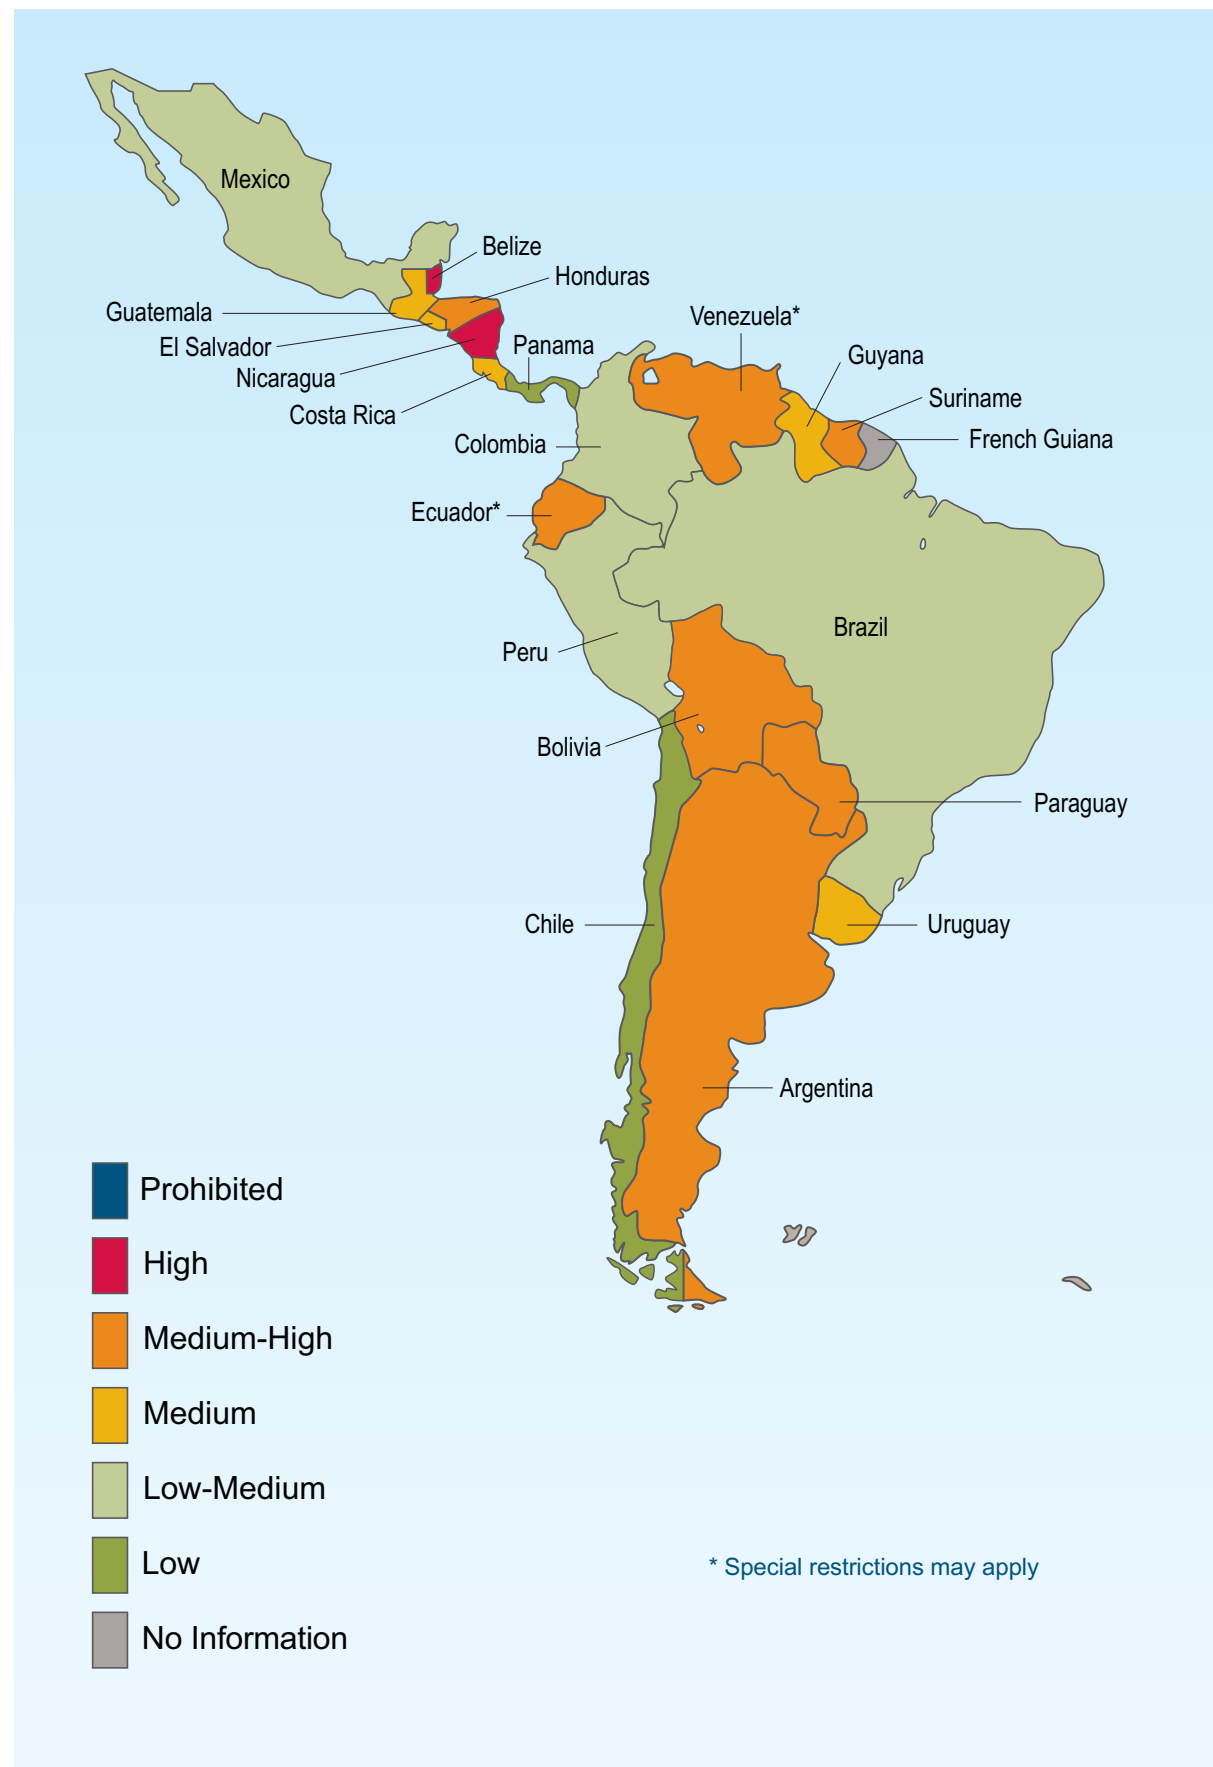 Mexico
Belize
Honduras
Guatemala
El Salvador
Nicaragua
Costa Rica
Panama
Venezuela*
Guyana
Suriname
French Guiana
Colombia
Ecuador*
Brazil
Peru
Bolivia
Paraguay
Chile
Uruguay
Argentina
Prohibited
High
Medium-High
Medium
Low-Medium
Low
No Information
* Special restrictions may apply